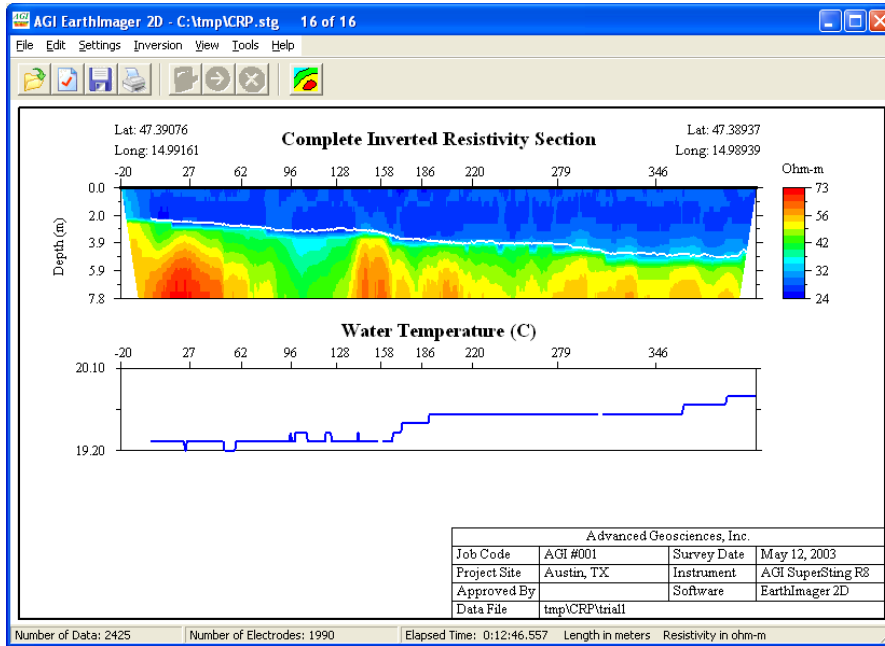 AGI EarthImager 2D - C:\tmp\CRP.stg 16 of 16
File Edit Settings Inversion View Tools Help
Lat: 47.39076 Lat: 47.38937
Long: 14.99161 Complete Inverted Resistivity Section Long: 14.98939
-20 27 62 96 128 158 186 220 279 346 Ohm-m
0.0 73
2.0 56
3.9 42
5.9 32
7.8 24
Depth (m)
Water Temperature (C)
-20 27 62 96 128 158 186 220 279 346
20.10
19.20
Advanced Geosciences, Inc.
Job Code AGI #001 Survey Date May 12, 2003
Project Site Austin, TX Instrument AGI SuperSting R8
Approved By Software EarthImager 2D
Data File tmp\CRP\trial1
Number of Data: 2425 Number of Electrodes: 1990 Elapsed Time: 0:12:46.557 Length in meters Resistivity in ohm-m